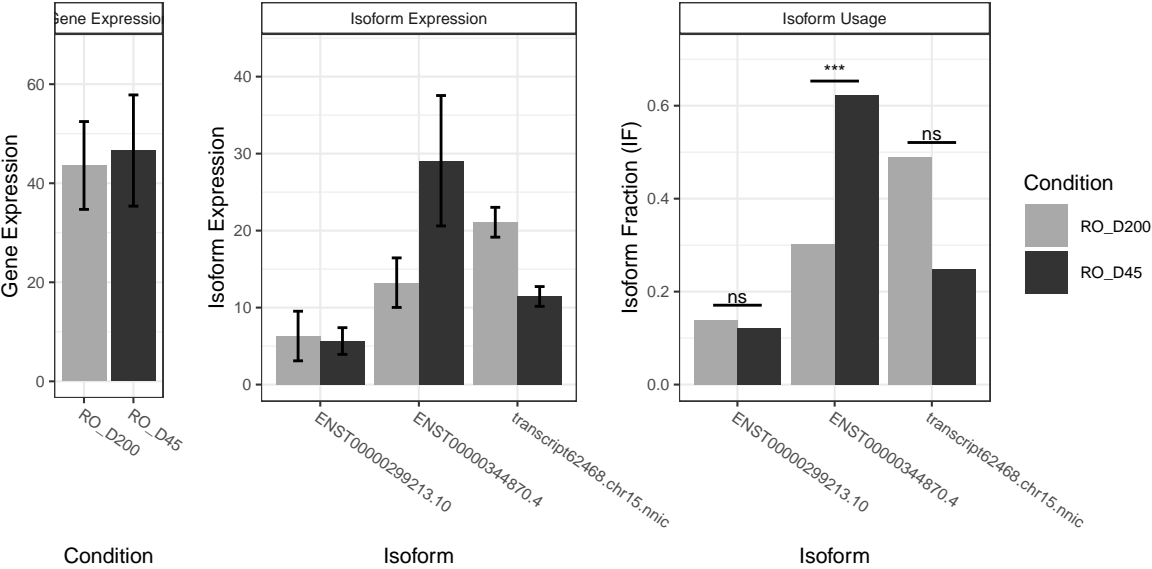 Gene Expression
Gene Expression
60
40
20
0
RO_D200
RO_D45
Condition
Isoform Expression
Isoform Expression
40
30
20
10
0
ENST00000299213.10
ENST00000344870.4
transcript62468.chr15.nnic
Isoform
Isoform Usage
Isoform Fraction (IF)
0.6
0.4
0.2
0.0
ns
***
ns
ENST00000299213.10
ENST00000344870.4
transcript62468.chr15.nnic
Isoform
Condition
RO_D200
RO_D45